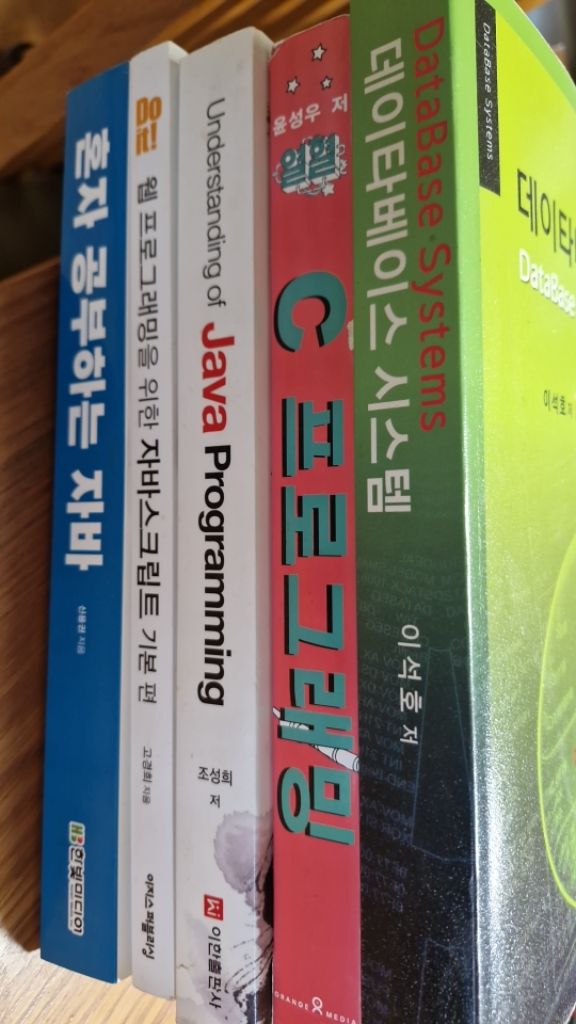 혼자 공부하는 자바
신용권 지음
한빛미디어
웹 프로그래밍을 위한 자바스크립트 기본 편
고경희 지음
이지스퍼블리싱
Understanding of Java Programming
조성희
저
이한출판사
윤성우 저
열혈
C 프로그래밍
ORANGE MEDIA
DataBase Systems
데이타베이스 시스템
이석호 저
DataBase Systems
DataBase
이석호 저